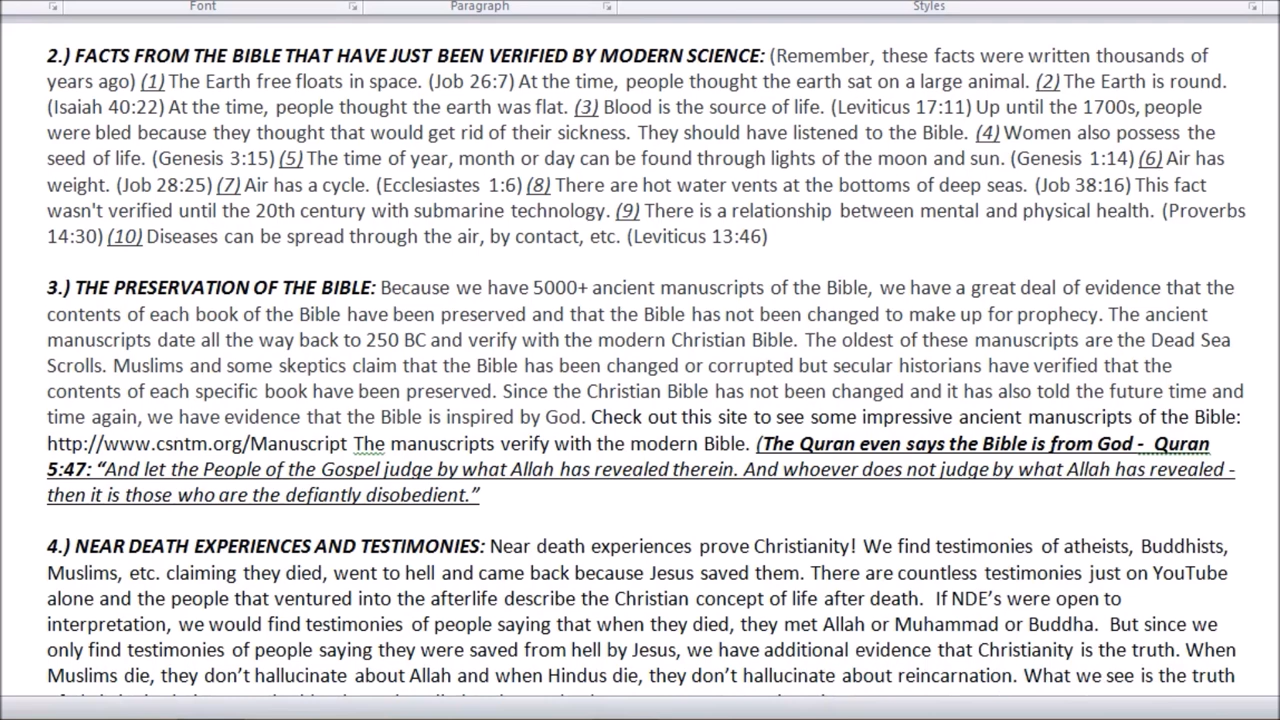 Font Paragraph Styles
2.) FACTS FROM THE BIBLE THAT HAVE JUST BEEN VERIFIED BY MODERN SCIENCE: (Remember, these facts were written thousands of
years ago) (1) The Earth free floats in space. (Job 26:7) At the time, people thought the earth sat on a large animal. (2) The Earth is round.
(Isaiah 40:22) At the time, people thought the earth was flat. (3) Blood is the source of life. (Leviticus 17:11) Up until the 1700s, people
were bled because they thought that would get rid of their sickness. They should have listened to the Bible. (4) Women also possess the
seed of life. (Genesis 3:15) (5) The time of year, month or day can be found through lights of the moon and sun. (Genesis 1:14) (6) Air has
weight. (Job 28:25) (7) Air has a cycle. (Ecclesiastes 1:6) (8) There are hot water vents at the bottoms of deep seas. (Job 38:16) This fact
wasn't verified until the 20th century with submarine technology. (9) There is a relationship between mental and physical health. (Proverbs
14:30) (10) Diseases can be spread through the air, by contact, etc. (Leviticus 13:46)
3.) THE PRESERVATION OF THE BIBLE: Because we have 5000+ ancient manuscripts of the Bible, we have a great deal of evidence that the
contents of each book of the Bible have been preserved and that the Bible has not been changed to make up for prophecy. The ancient
manuscripts date all the way back to 250 BC and verify with the modern Christian Bible. The oldest of these manuscripts are the Dead Sea
Scrolls. Muslims and some skeptics claim that the Bible has been changed or corrupted but secular historians have verified that the
contents of each specific book have been preserved. Since the Christian Bible has not been changed and it has also told the future time and
time again, we have evidence that the Bible is inspired by God. Check out this site to see some impressive ancient manuscripts of the Bible:
http://www.csntm.org/Manuscript The manuscripts verify with the modern Bible. (The Quran even says the Bible is from God - Quran
5:47: “And let the People of the Gospel judge by what Allah has revealed therein. And whoever does not judge by what Allah has revealed -
then it is those who are the defiantly disobedient.”
4.) NEAR DEATH EXPERIENCES AND TESTIMONIES: Near death experiences prove Christianity! We find testimonies of atheists, Buddhists,
Muslims, etc. claiming they died, went to hell and came back because Jesus saved them. There are countless testimonies just on YouTube
alone and the people that ventured into the afterlife describe the Christian concept of life after death. If NDE’s were open to
interpretation, we would find testimonies of people saying that when they died, they met Allah or Muhammad or Buddha. But since we
only find testimonies of people saying they were saved from hell by Jesus, we have additional evidence that Christianity is the truth. When
Muslims die, they don’t hallucinate about Allah and when Hindus die, they don’t hallucinate about reincarnation. What we see is the truth